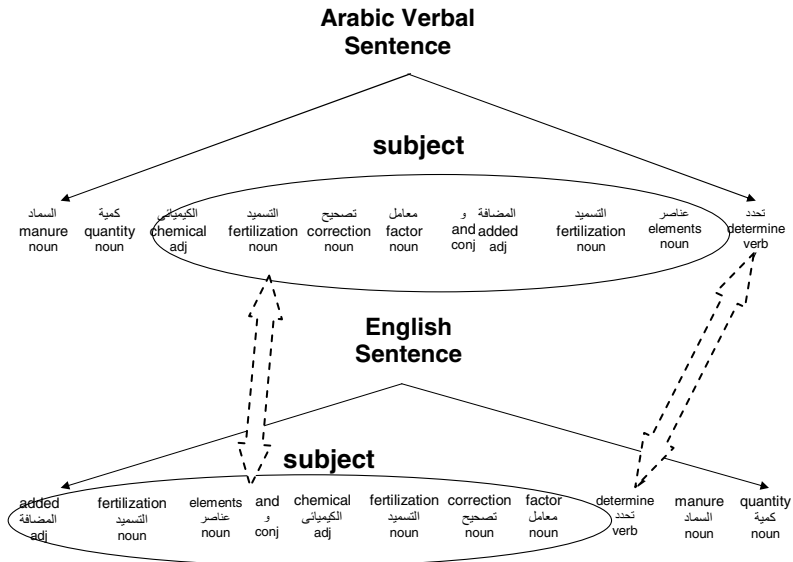 Arabic Verbal
Sentence
subject
السماد كمية الكيميائى التسميد تصحيح معامل و المضافة التسميد عناصر تحدد
manure quantity chemical fertilization correction factor and added fertilization elements determine
noun noun adj noun noun noun conj adj noun noun verb
English
Sentence
subject
added fertilization elements and chemical fertilization correction factor determine manure quantity
المضافة التسميد عناصر و الكيميائى التسميد تصحيح معامل تحدد السماد كمية
adj noun noun conj adj noun noun noun verb noun noun